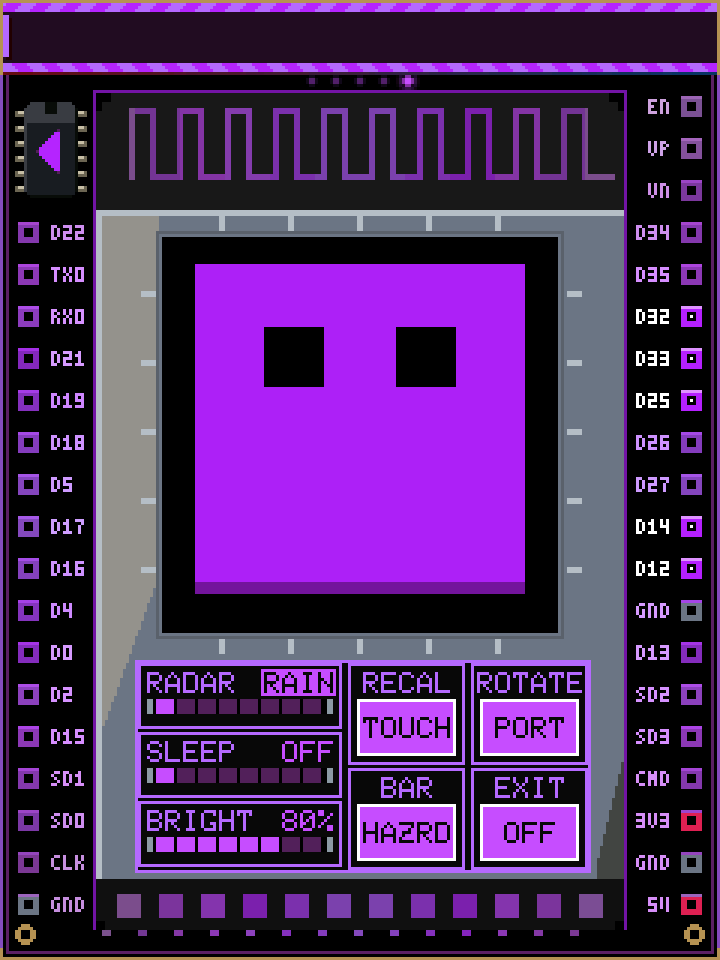 EN
VP
VN
D22 D34
TX0 D35
RX0 D32
D21 D33
D19 D25
D18 D26
D5 D27
D17 D14
D16 D12
D4 GND
D0 D13
D2 SD2
D15 SD3
SD1 CMD
SD0 3V3
CLK GND
GND 5V
RADAR RAIN
SLEEP OFF
BRIGHT 80%
RECAL
TOUCH
ROTATE
PORT
BAR
HAZRD
EXIT
OFF